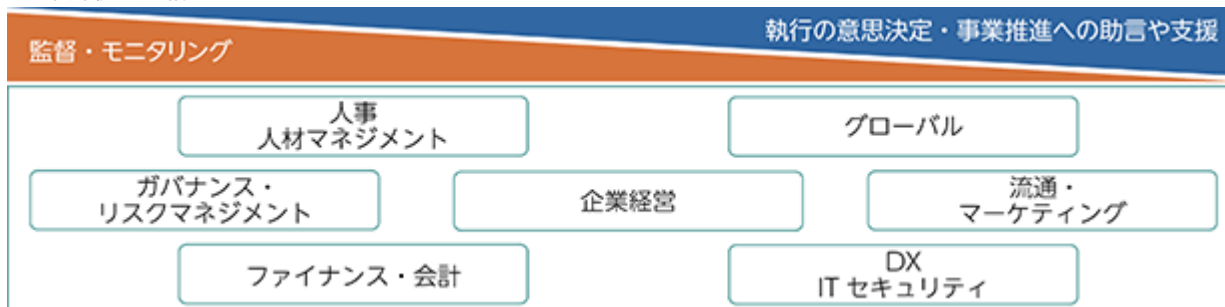 執行の意思決定・事業推進への助言や支援
監督・モニタリング
人事
人材マネジメント
グローバル
ガバナンス・
リスクマネジメント
企業経営
流通・
マーケティング
ファイナンス・会計
DX
IT セキュリティ